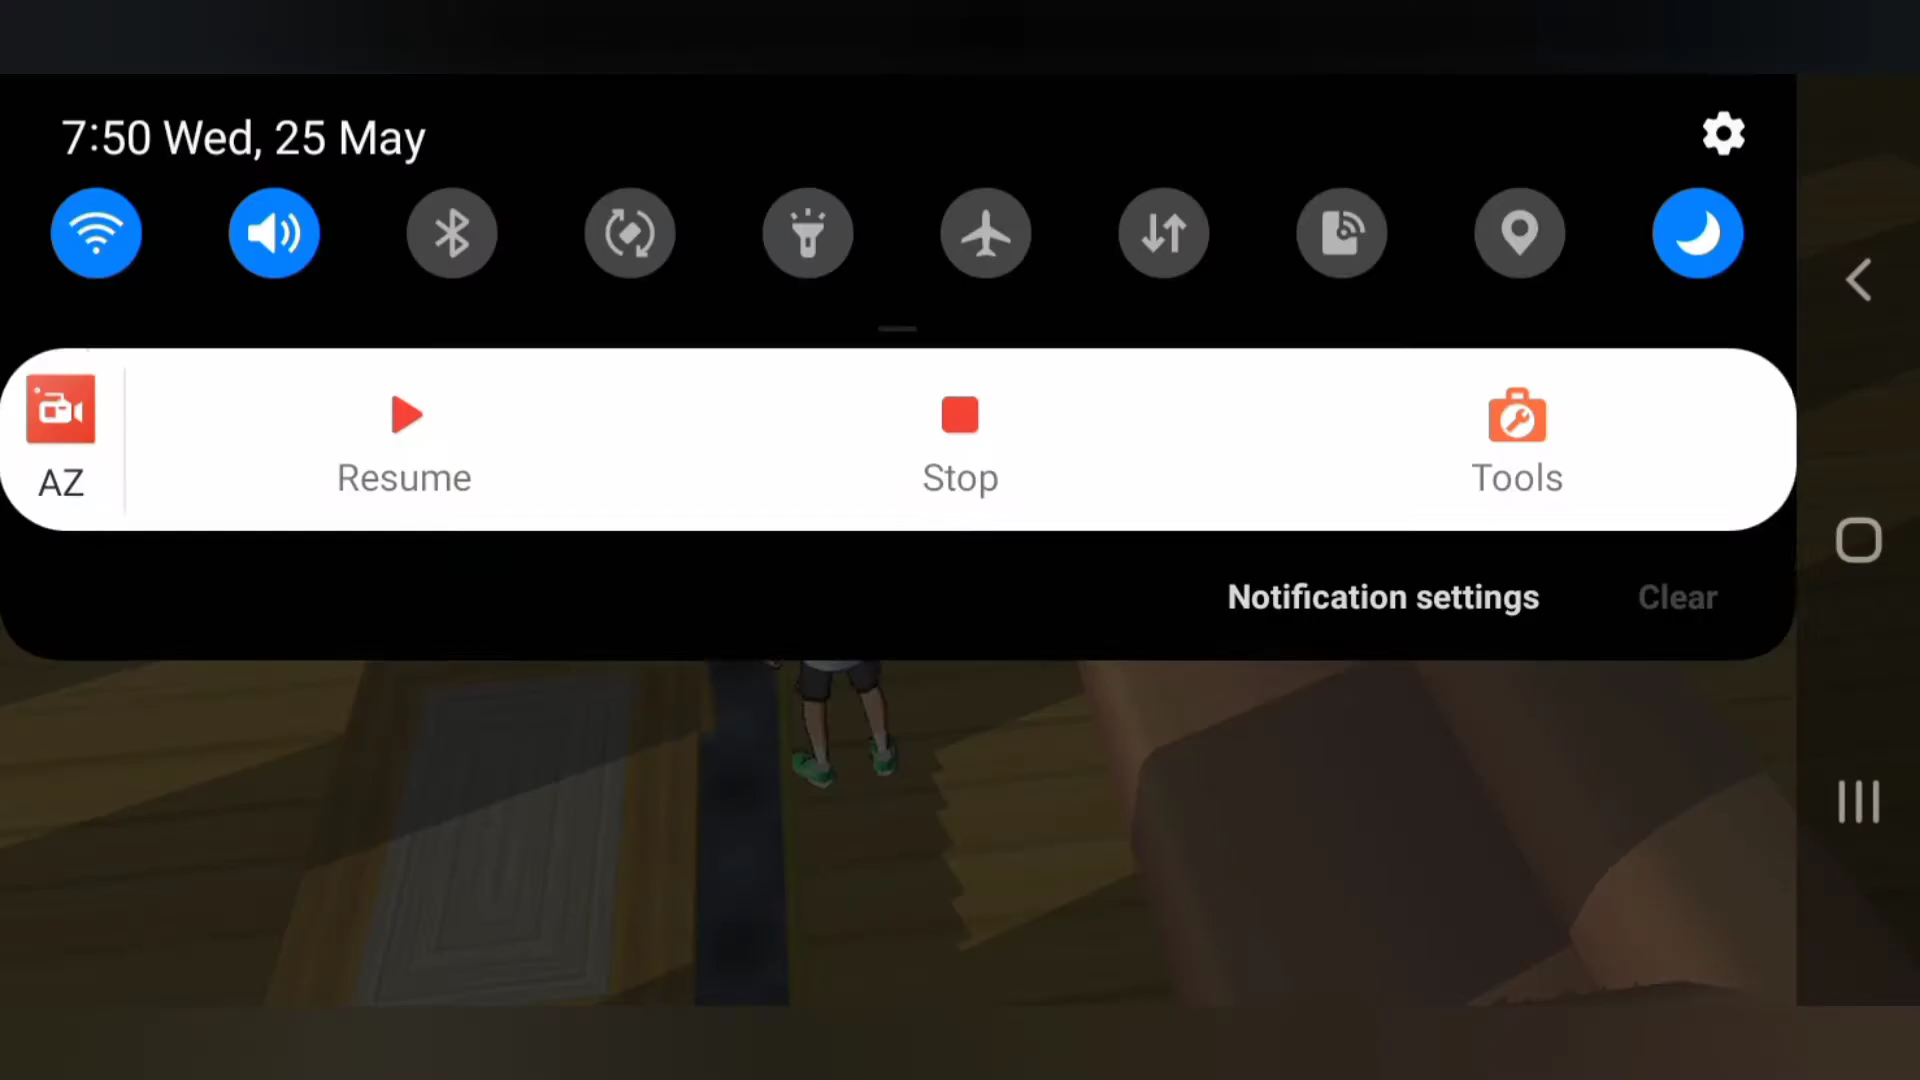 7:50 Wed, 25 May
AZ
Resume
Stop
Tools
Notification settings
Clear